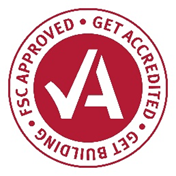 FSC APPROVED • GET ACCREDITED • GET BUILDING •
A